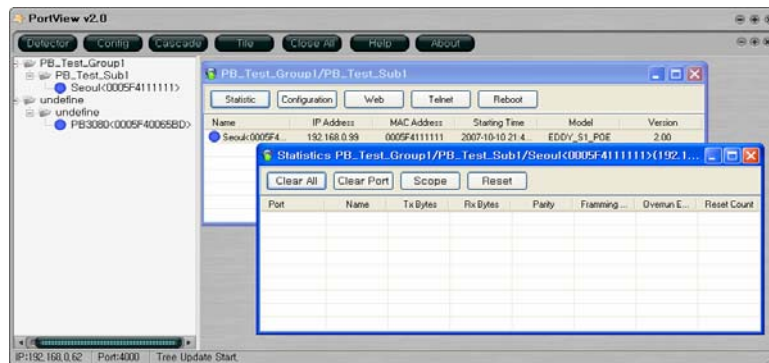 PortView v2.0
Detector Config Cascade Tile Close All Help About
PB_Test_Group1
PB_Test_Sub1
Seoul<0005F4111111>
undefine
undefine
PB3080<0005F40065BD>
PB_Test_Group1/PB_Test_Sub1
Statistic Configuration Web Telnet Reboot
Name IP Address MAC Address Starting Time Model Version
Seoul<0005F4... 192.168.0.99 0005F4111111 2007-10-10 21:4... EDDY_S1_POE 2.00
Statistics PB_Test_Group1/PB_Test_Sub1/Seoul<0005F4111111>(192.1...
Clear All Clear Port Scope Reset
Port Name Tx Bytes Rx Bytes Parity Framming ... Overrun E... Reset Count
IP:192.168.0.62 Port:4000 Tree Update Start.